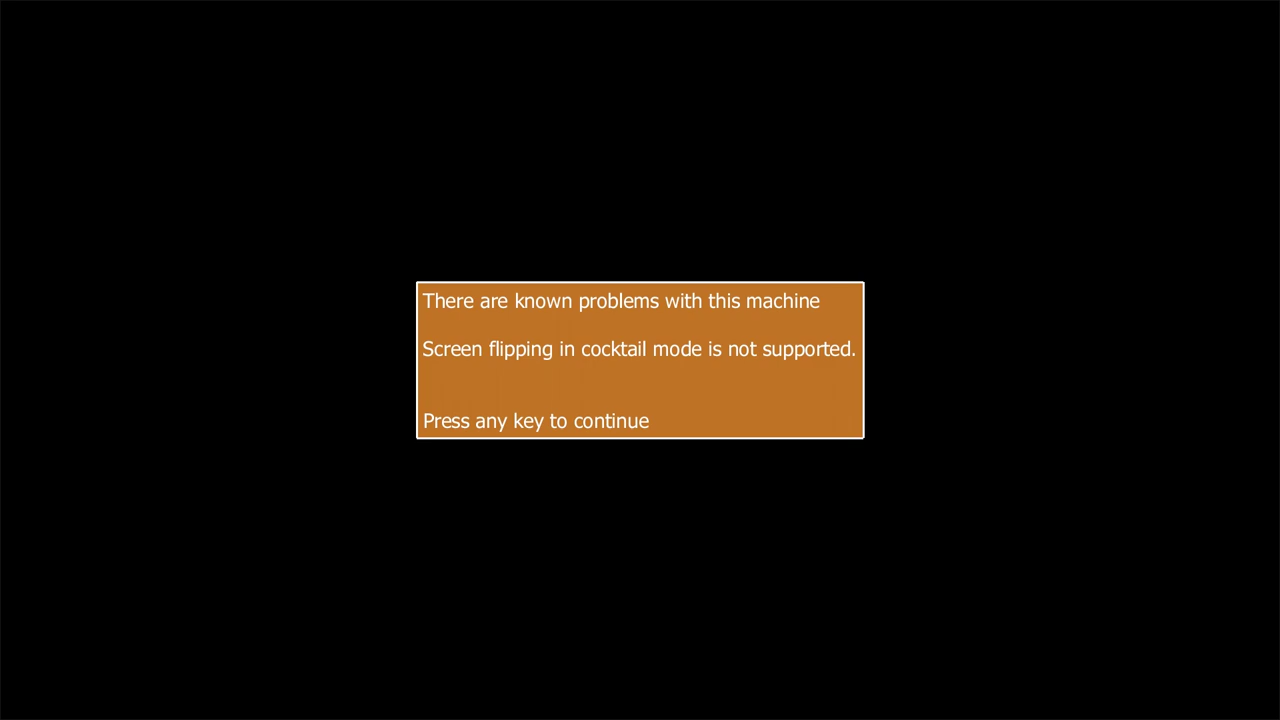 There are known problems with this machine
Screen flipping in cocktail mode is not supported.
Press any key to continue